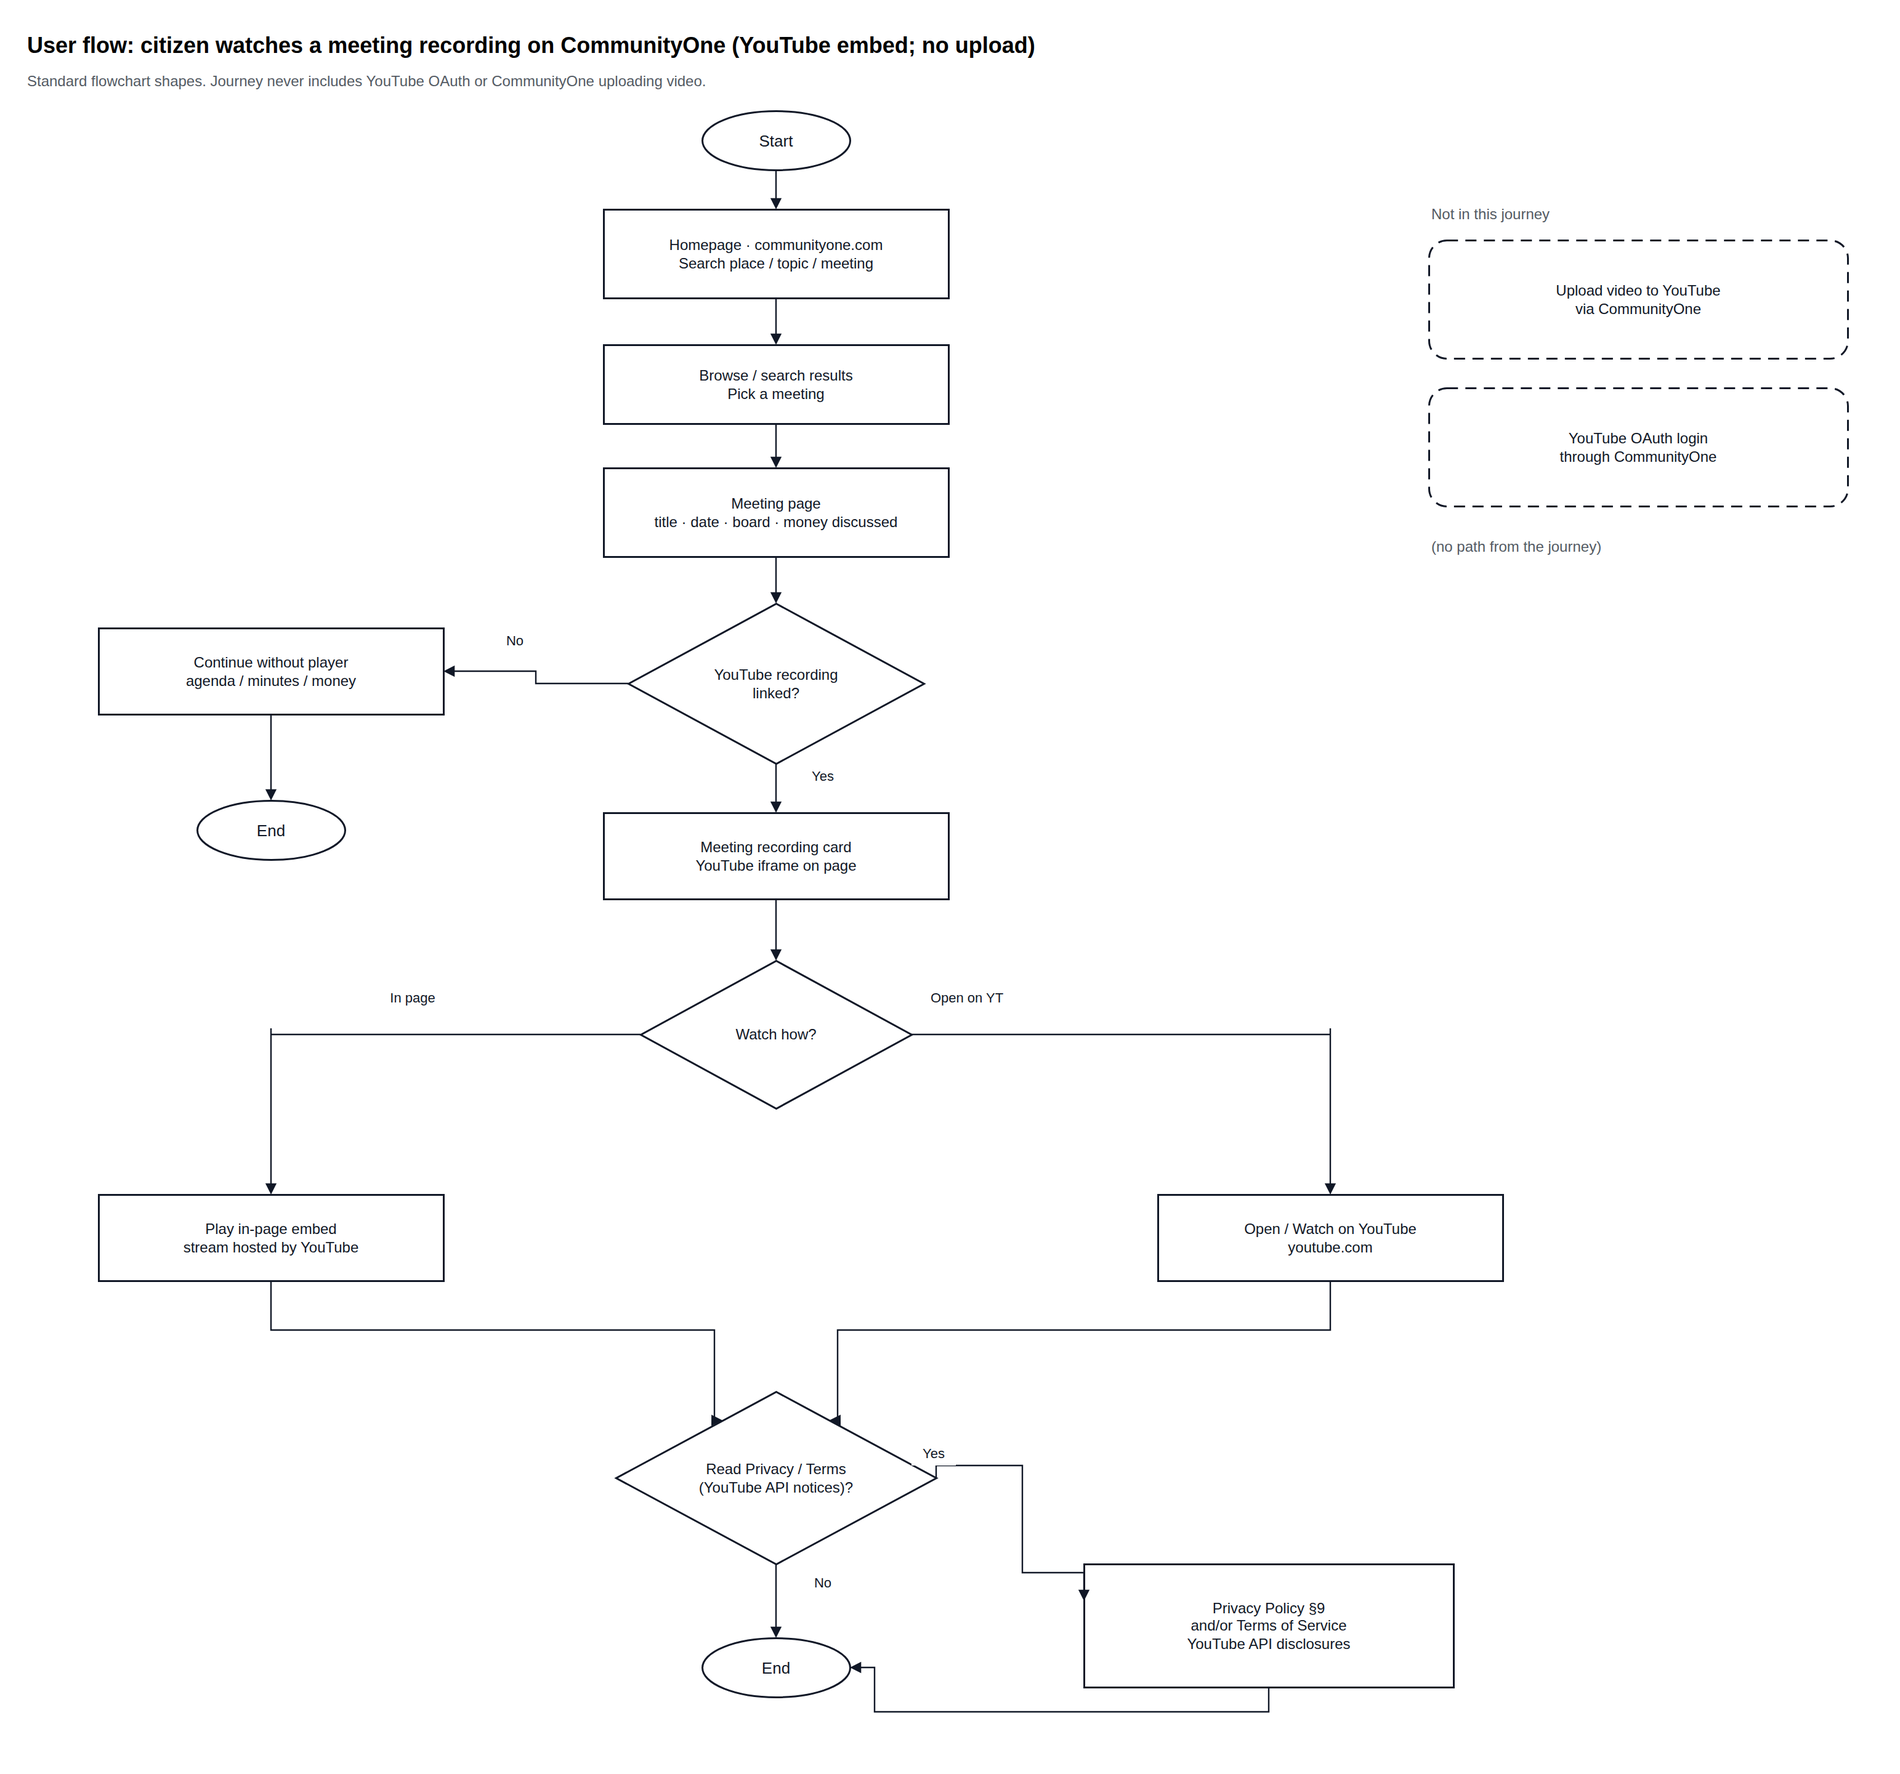 User flow: citizen watches a meeting recording on CommunityOne (YouTube embed; no upload)
Standard flowchart shapes. Journey never includes YouTube OAuth or CommunityOne uploading video.
Start
Homepage · communityone.com
Search place / topic / meeting
Not in this journey
Upload video to YouTube
via CommunityOne
Browse / search results
Pick a meeting
YouTube OAuth login
through CommunityOne
Meeting page
title · date · board · money discussed
(no path from the journey)
No
Continue without player
agenda / minutes / money
YouTube recording
linked?
Yes
End
Meeting recording card
YouTube iframe on page
In page
Open on YT
Watch how?
Play in-page embed
stream hosted by YouTube
Open / Watch on YouTube
youtube.com
Yes
Read Privacy / Terms
(YouTube API notices)?
No
Privacy Policy §9
and/or Terms of Service
YouTube API disclosures
End